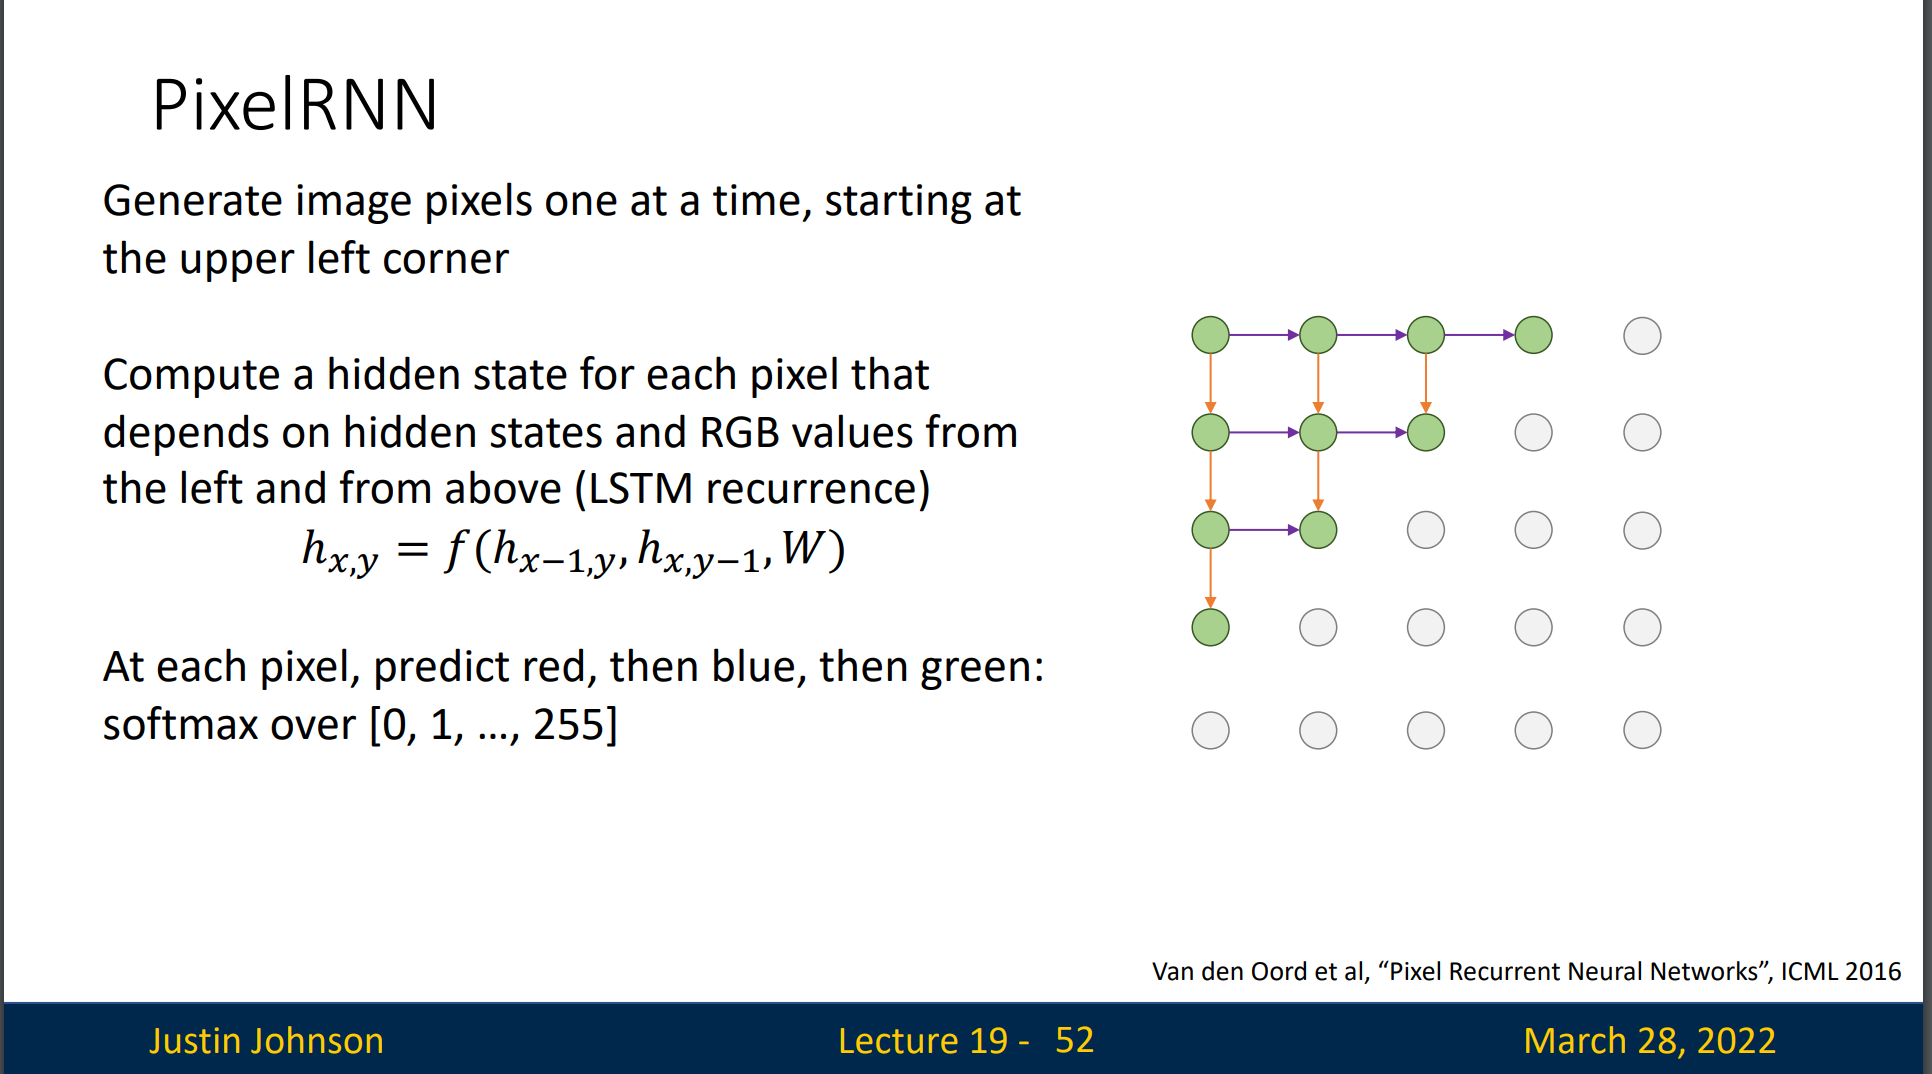 PixelRNN
Generate image pixels one at a time, starting at
the upper left corner
Compute a hidden state for each pixel that
depends on hidden states and RGB values from
the left and from above (LSTM recurrence)
h_{x,y} = f(h_{x−1,y}, h_{x,y−1}, W)
At each pixel, predict red, then blue, then green:
softmax over [0, 1, …, 255]
Van den Oord et al, “Pixel Recurrent Neural Networks”, ICML 2016
Justin Johnson
Lecture 19 - 52
March 28, 2022